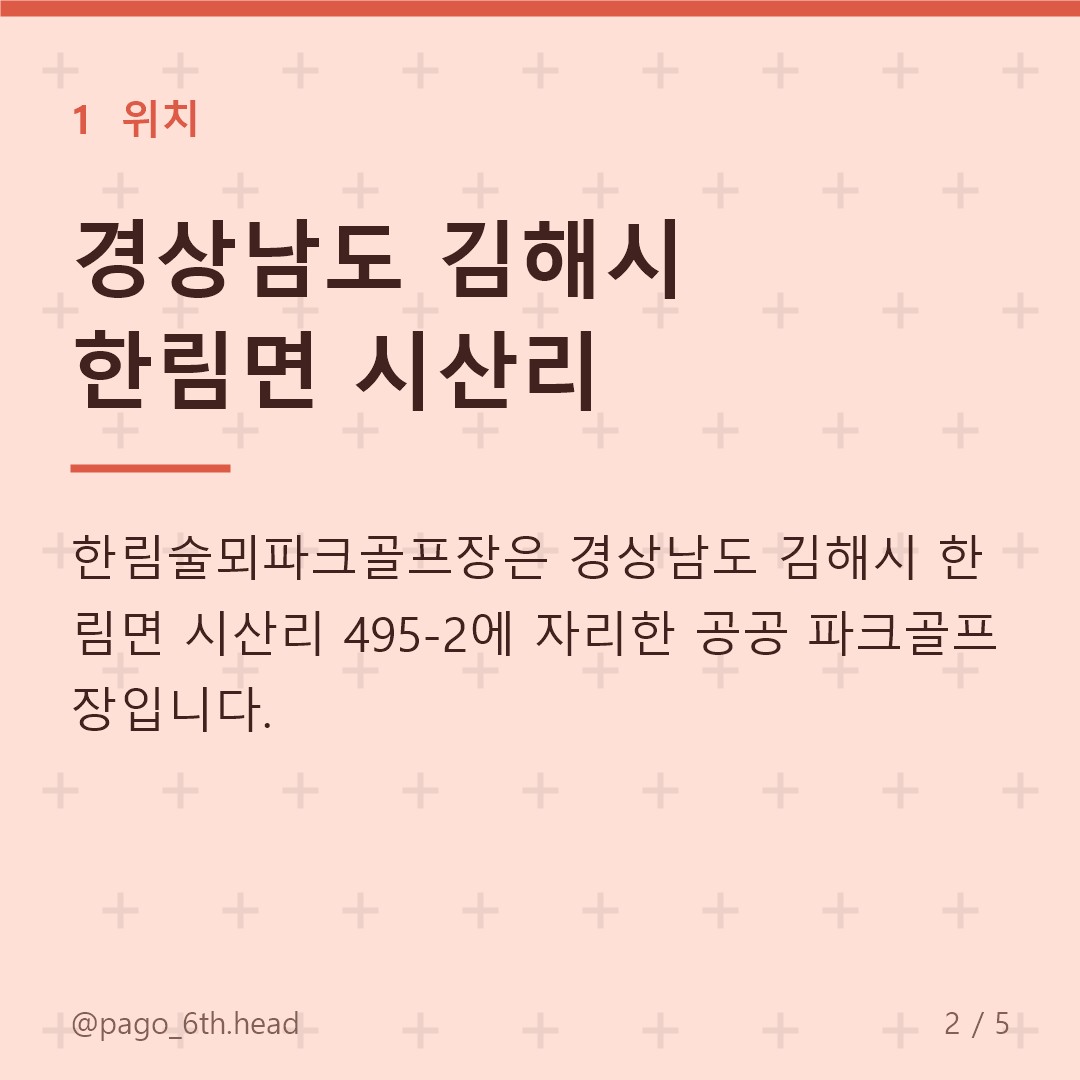 1 위치
경상남도 김해시
한림면 시산리
한림술뫼파크골프장은 경상남도 김해시 한
림면 시산리 495-2에 자리한 공공 파크골프
장입니다.
@pago_6th.head
2 / 5